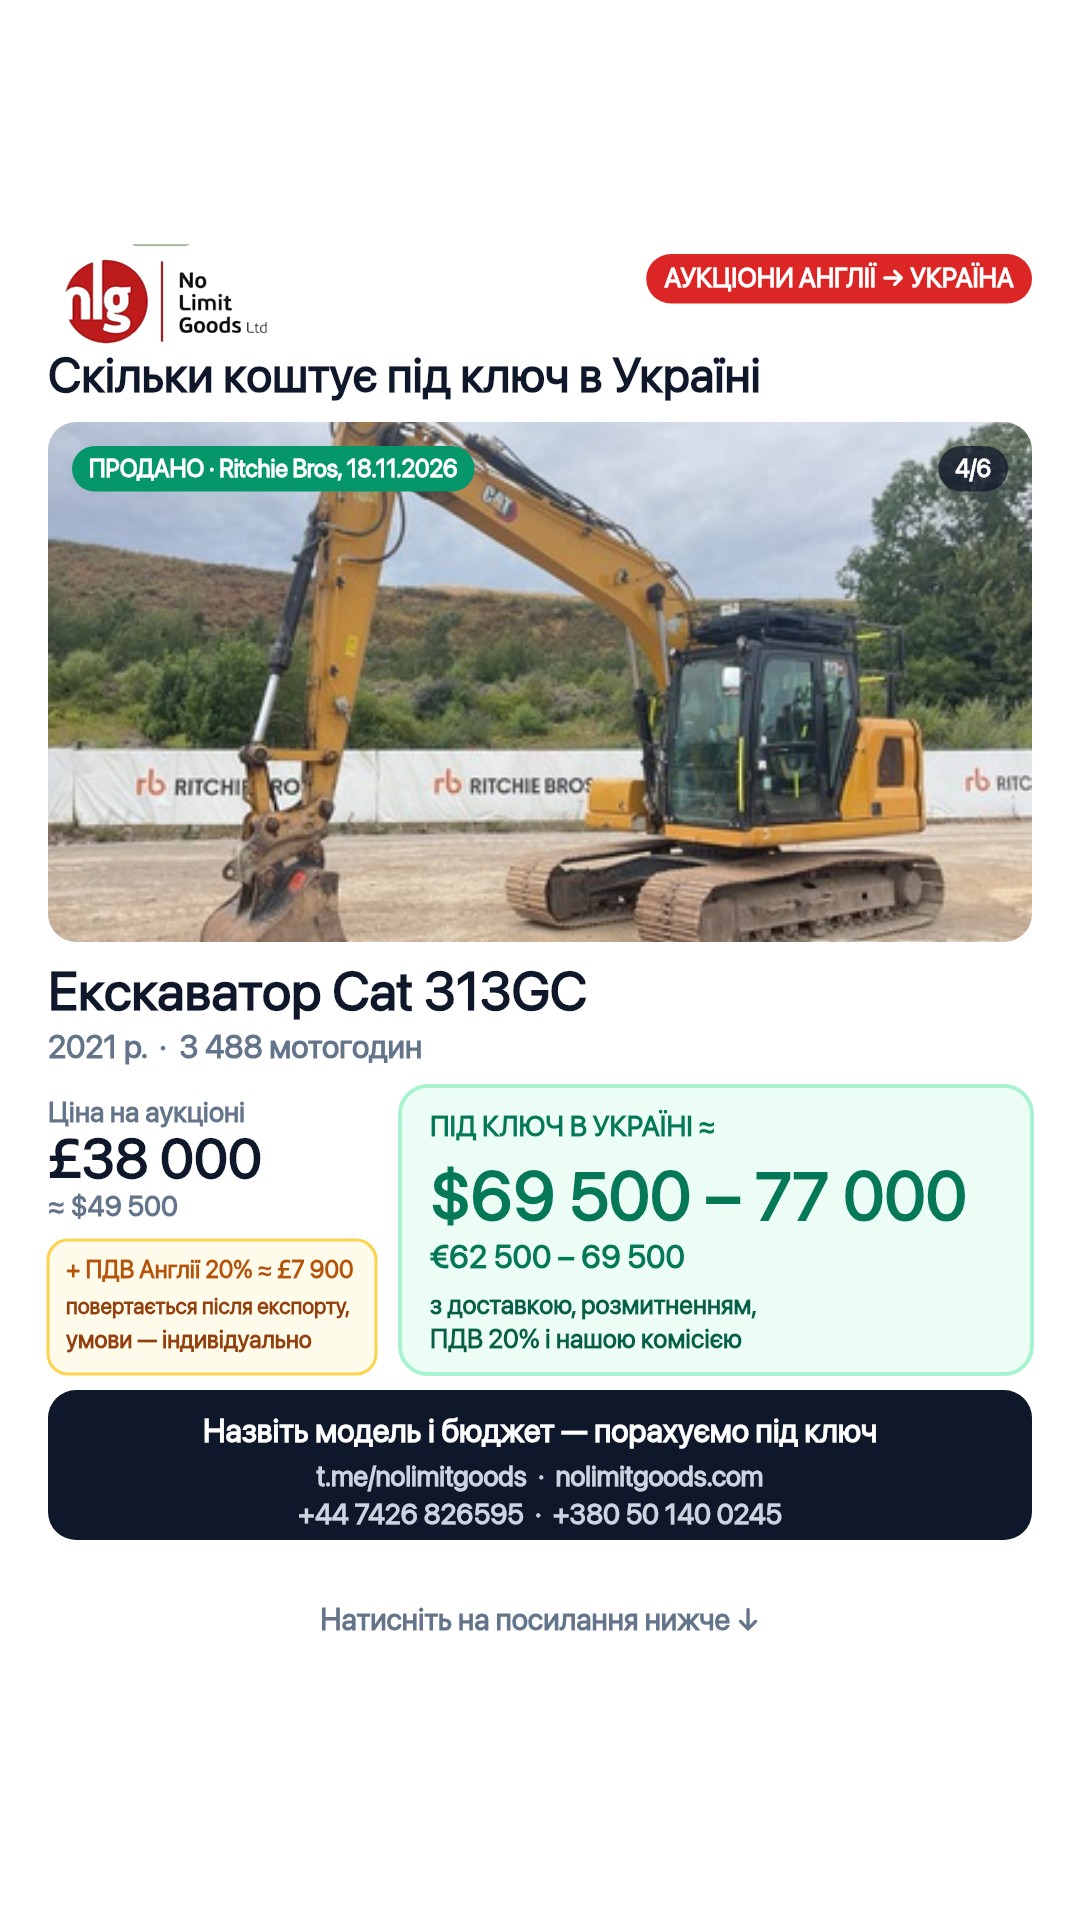 nlg
No
Limit
Goods Ltd
АУКЦІОНИ АНГЛІЇ → УКРАЇНА
Скільки коштує під ключ в Україні
ПРОДАНО · Ritchie Bros, 18.11.2026
4/6
CAT
rb RITCHIE BROS
rb RITCHIE BROS
rb RITC
Екскаватор Cat 313GC
2021 р. · 3 488 мотогодин
Ціна на аукціоні
£38 000
≈ $49 500
+ ПДВ Англії 20% ≈ £7 900
повертається після експорту,
умови — індивідуально
ПІД КЛЮЧ В УКРАЇНІ ≈
$69 500 – 77 000
€62 500 – 69 500
з доставкою, розмитненням,
ПДВ 20% і нашою комісією
Назвіть модель і бюджет — порахуємо під ключ
t.me/nolimitgoods · nolimitgoods.com
+44 7426 826595 · +380 50 140 0245
Натисніть на посилання нижче ↓